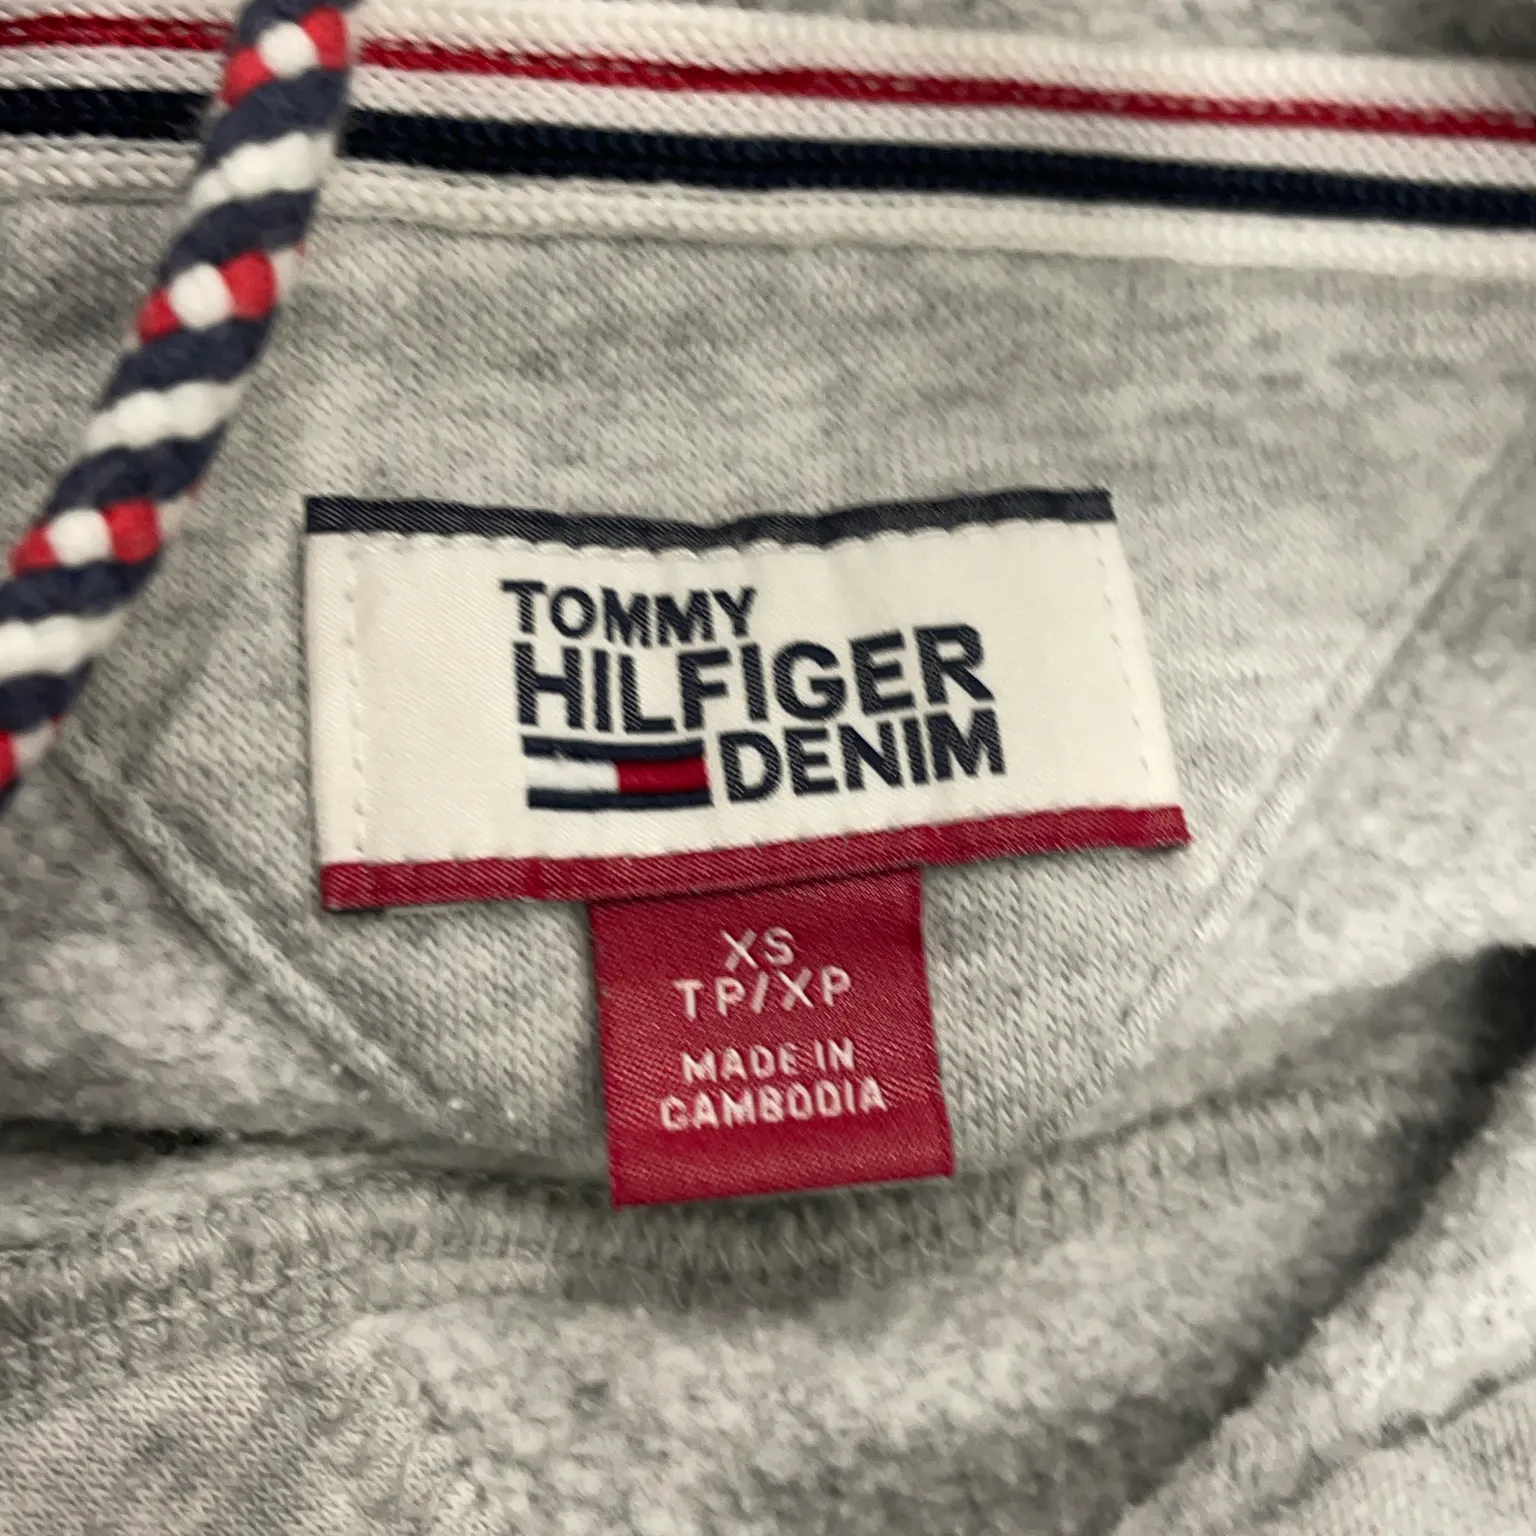 TOMMY
HILFIGER
DENIM
XS
TP/XP
MADE IN
CAMBODIA